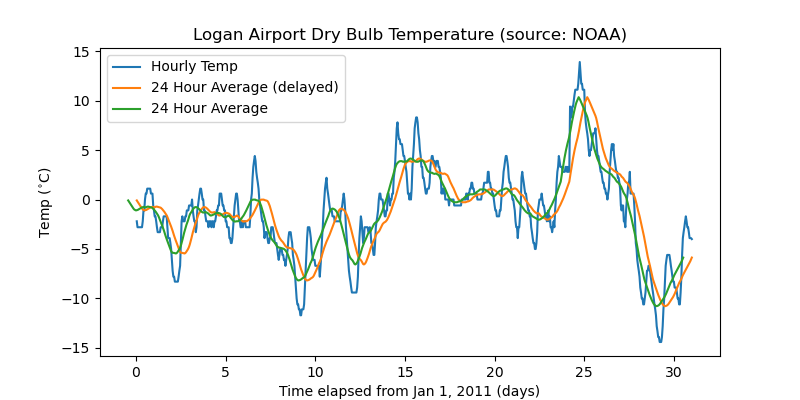 Logan Airport Dry Bulb Temperature (source: NOAA)
Hourly Temp
24 Hour Average (delayed)
24 Hour Average
Temp (°C)
15
10
5
0
−5
−10
−15
0 5 10 15 20 25 30
Time elapsed from Jan 1, 2011 (days)